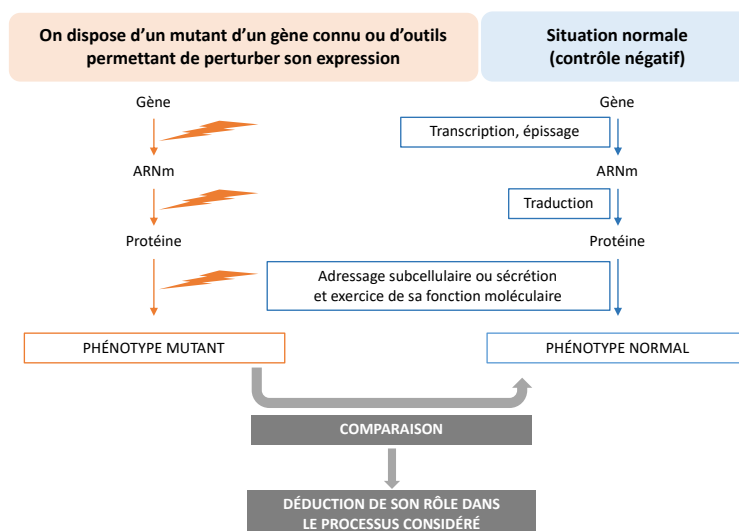 On dispose d'un mutant d'un gène connu ou d'outils
permettant de perturber son expression
Situation normale
(contrôle négatif)
Gène
Gène
Transcription, épissage
ARNm
ARNm
Traduction
Protéine
Protéine
Adressage subcellulaire ou sécrétion
et exercice de sa fonction moléculaire
PHÉNOTYPE MUTANT
PHÉNOTYPE NORMAL
COMPARAISON
DÉDUCTION DE SON RÔLE DANS
LE PROCESSUS CONSIDÉRÉ